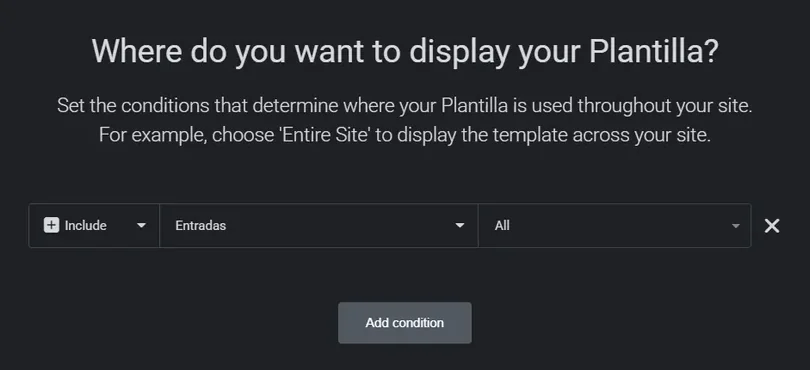 Where do you want to display your Plantilla?
Set the conditions that determine where your Plantilla is used throughout your site.
For example, choose 'Entire Site' to display the template across your site.
Include Entradas All
Add condition